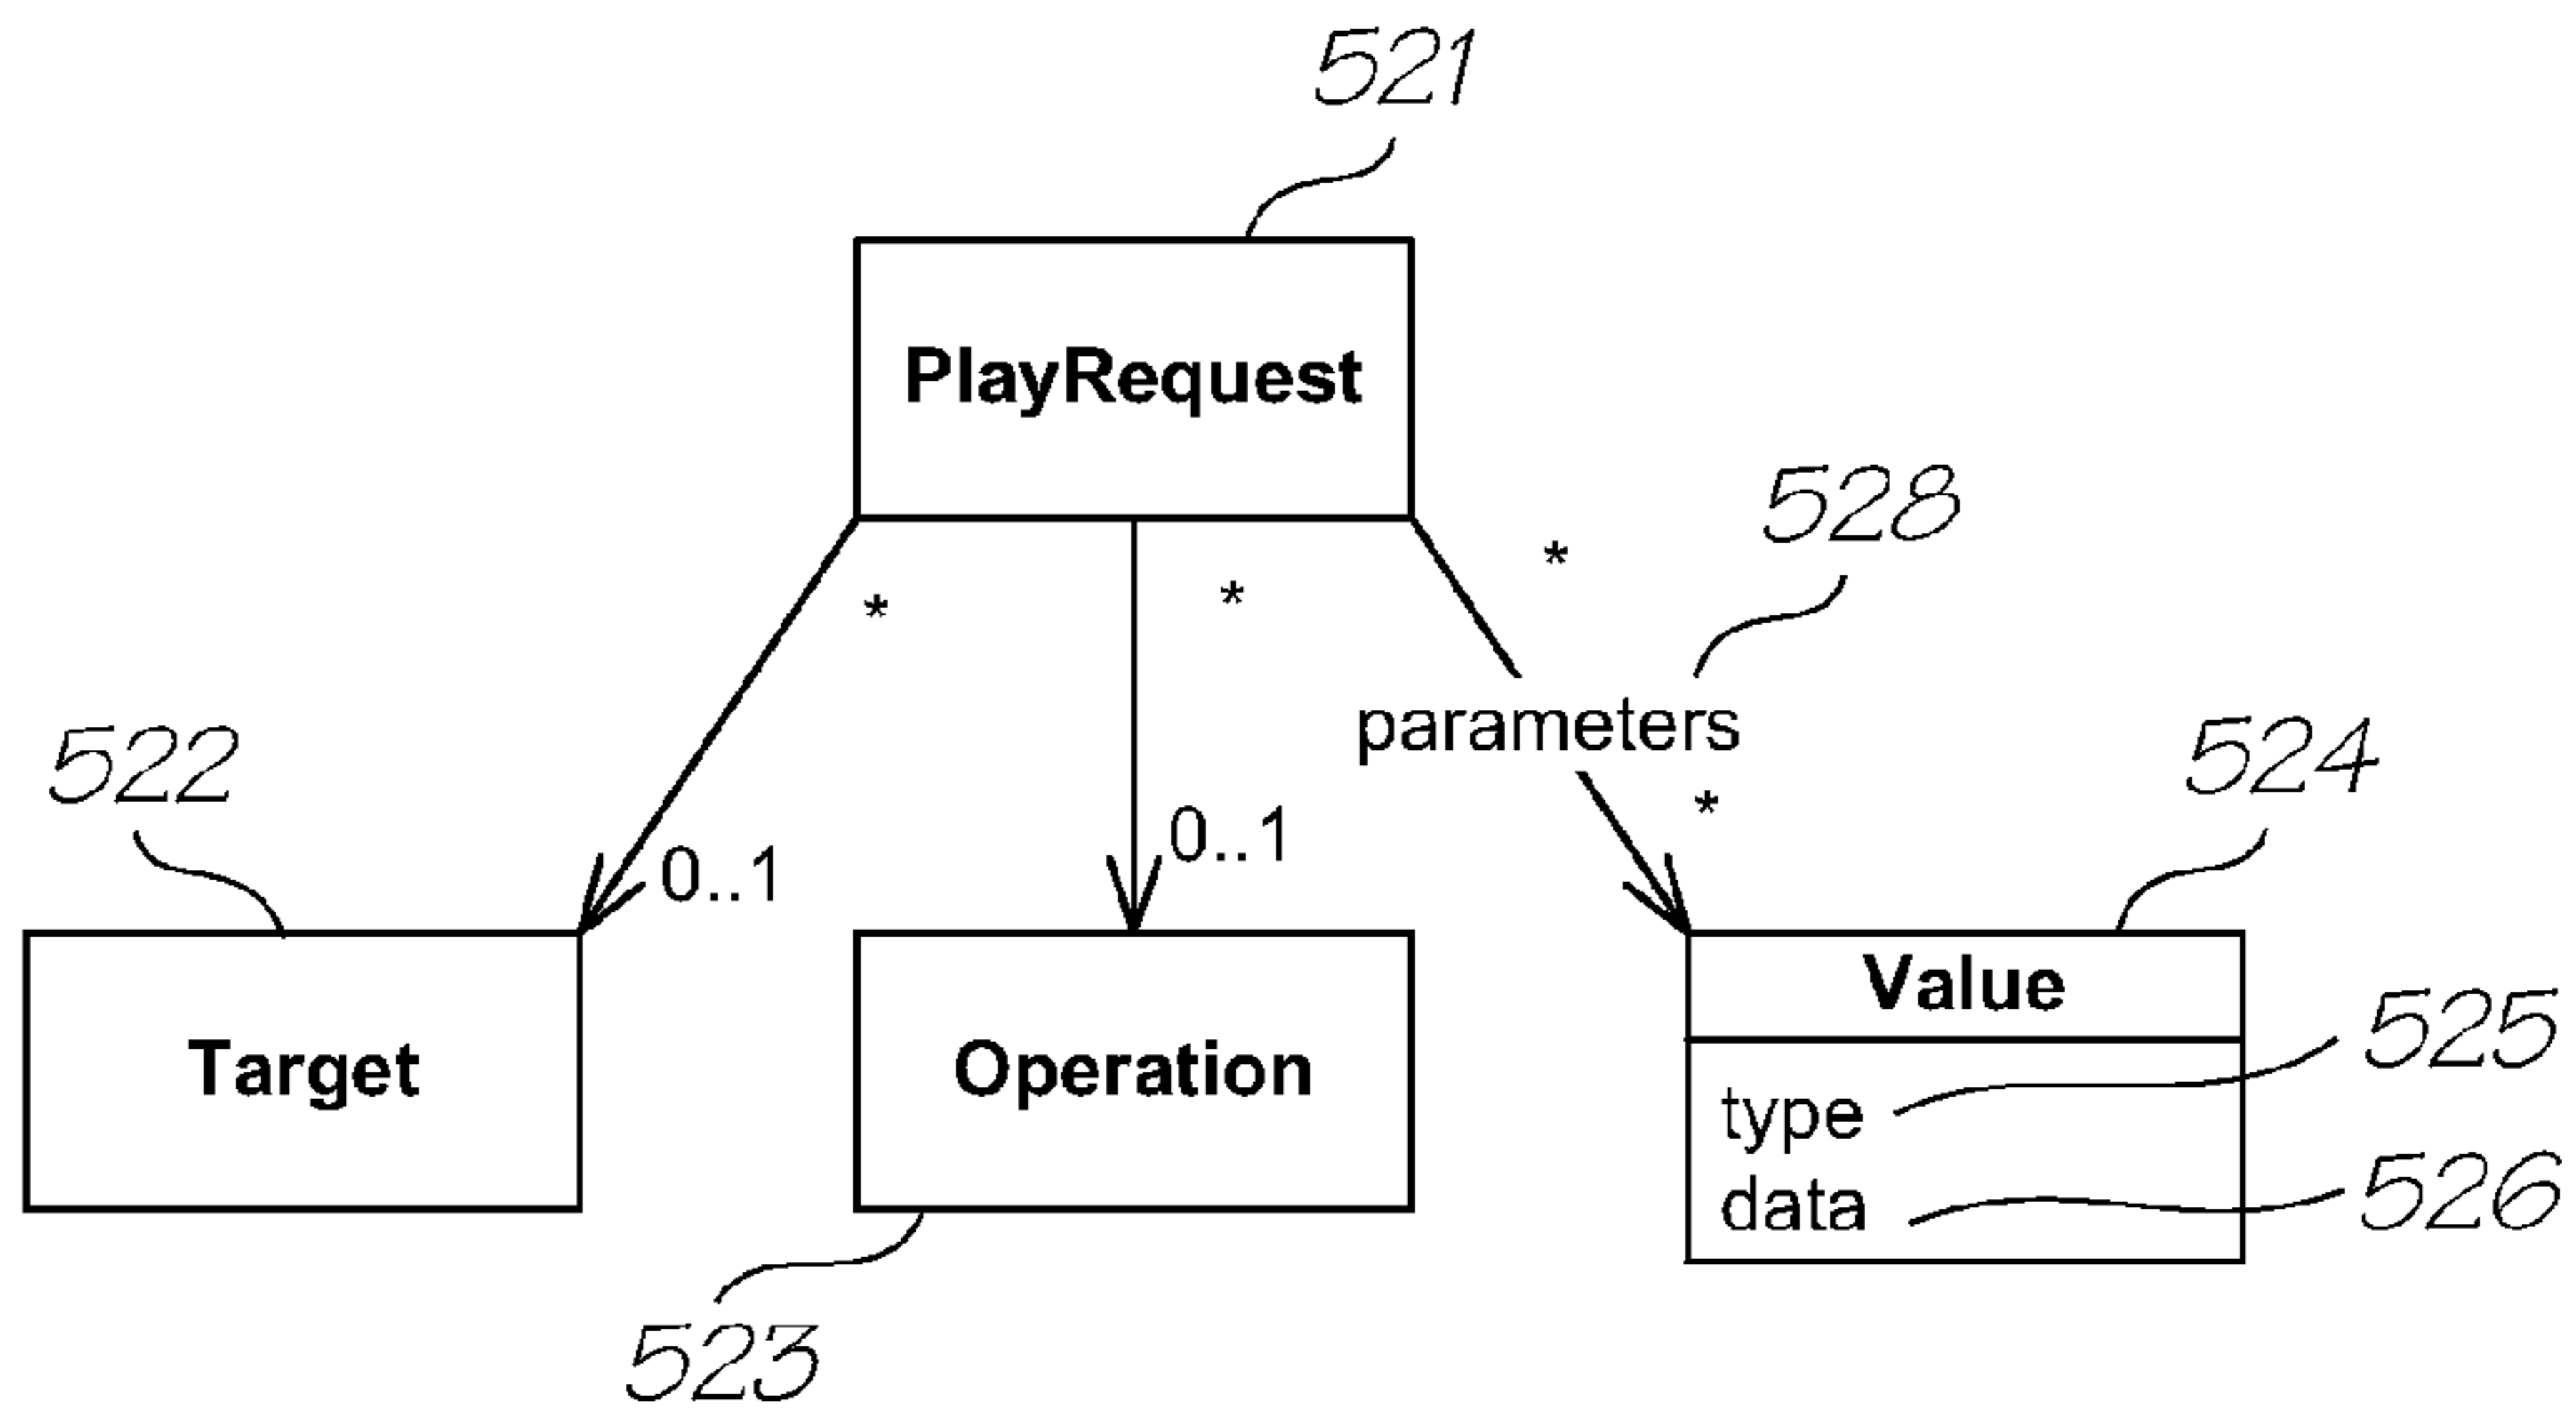 521
PlayRequest
528
*
*
*
parameters
522
524
*
0..1
0..1
Value
525
Target
Operation
type
526
data
523